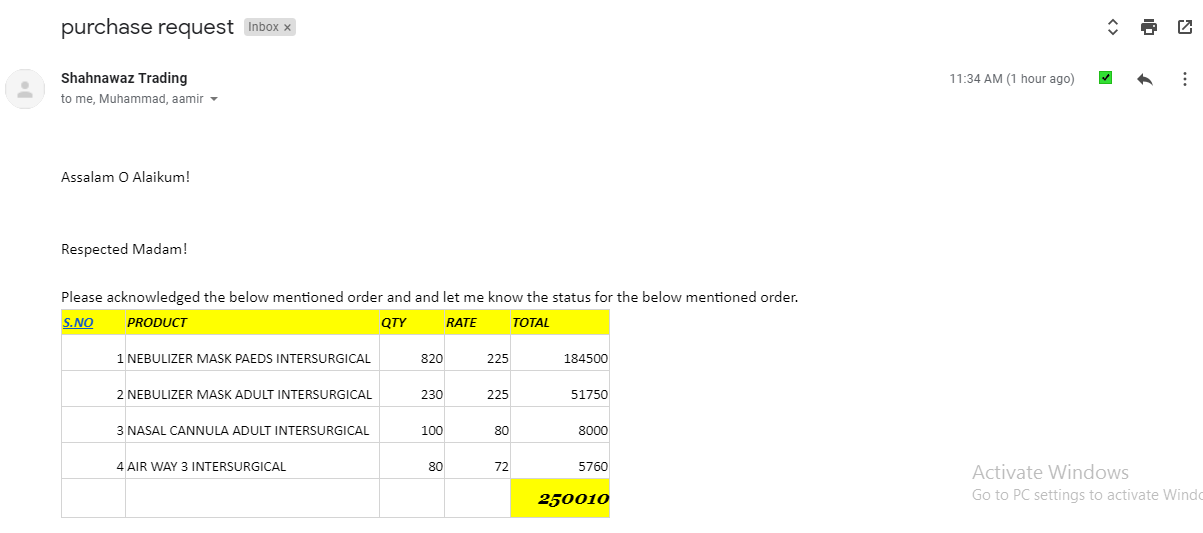 purchase request Inbox x
Shahnawaz Trading 11:34 AM (1 hour ago)
to me, Muhammad, aamir
Assalam O Alaikum!
Respected Madam!
Please acknowledged the below mentioned order and and let me know the status for the below mentioned order.
S.NO PRODUCT QTY RATE TOTAL
1 NEBULIZER MASK PAEDS INTERSURGICAL 820 225 184500
2 NEBULIZER MASK ADULT INTERSURGICAL 230 225 51750
3 NASAL CANNULA ADULT INTERSURGICAL 100 80 8000
4 AIR WAY 3 INTERSURGICAL 80 72 5760
250010
Activate Windows
Go to PC settings to activate Windo